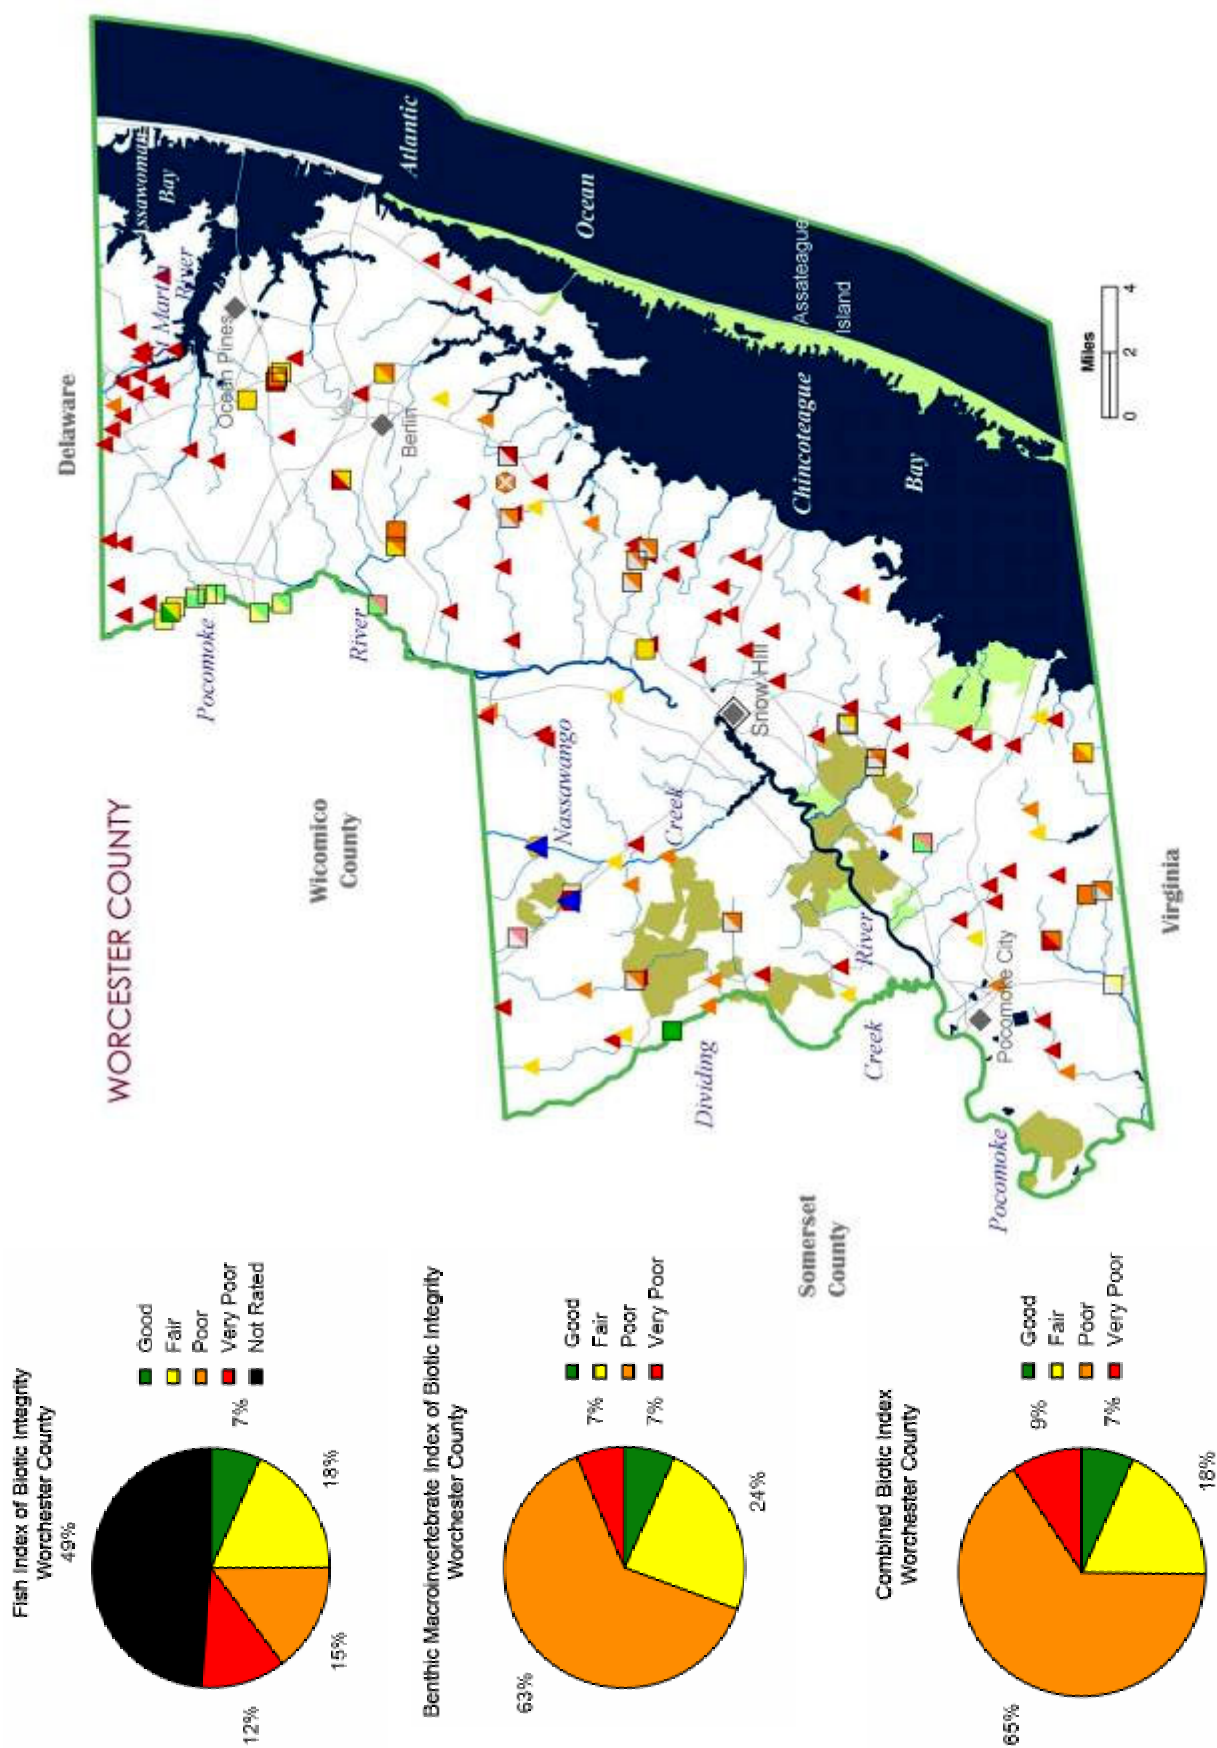 WORCESTER COUNTY
Delaware
Wicomico
County
Somerset
County
Virginia
Atlantic
Ocean
Assawoman
Bay
St Martin
River
Ocean Pines
Berlin
Pocomoke
River
Nassawango
Creek
Snow Hill
Chincoteague
Bay
Assateague
Island
Dividing
Creek
River
Pocomoke City
Pocomoke
Miles
0 2 4
Fish Index of Biotic Integrity
Worchester County
49%
7%
18%
15%
12%
Good
Fair
Poor
Very Poor
Not Rated
Benthic Macroinvertebrate Index of Biotic Integrity
Worchester County
7%
7%
24%
63%
Good
Fair
Poor
Very Poor
Combined Biotic Index
Worchester County
9%
7%
18%
65%
Good
Fair
Poor
Very Poor